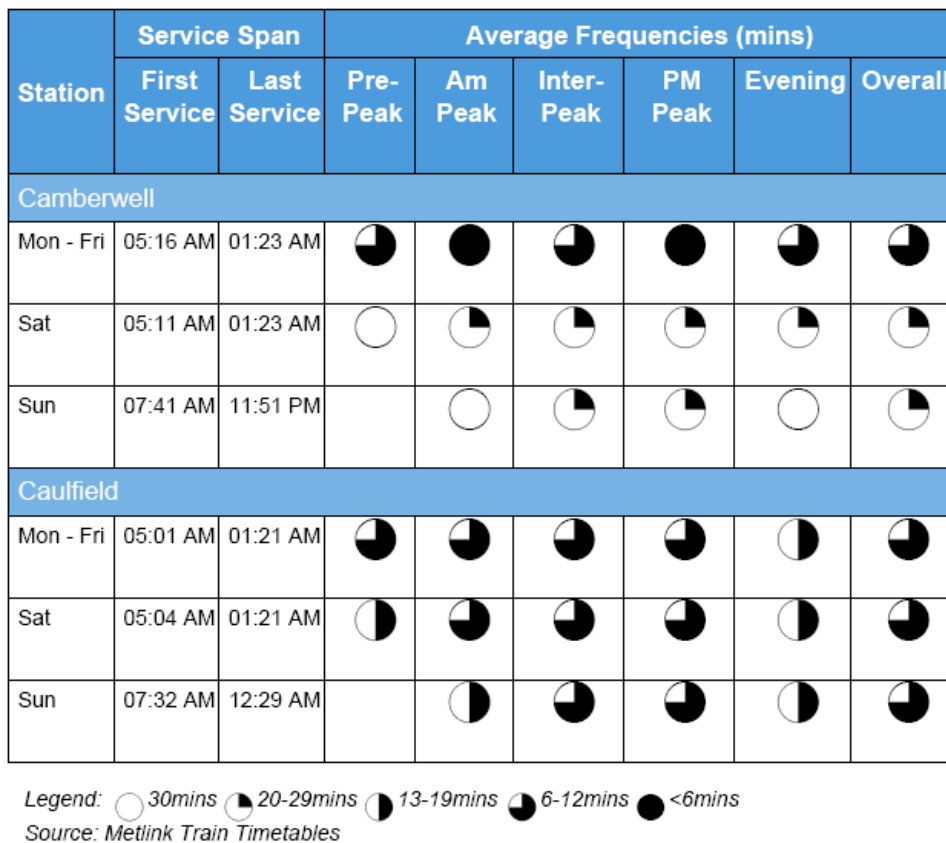 Station Service Span Average Frequencies (mins)
First Service Last Service Pre-Peak Am Peak Inter-Peak PM Peak Evening Overall
Camberwell
Mon - Fri 05:16 AM 01:23 AM
Sat 05:11 AM 01:23 AM
Sun 07:41 AM 11:51 PM
Caulfield
Mon - Fri 05:01 AM 01:21 AM
Sat 05:04 AM 01:21 AM
Sun 07:32 AM 12:29 AM
Legend: 30mins 20-29mins 13-19mins 6-12mins <6mins
Source: Metlink Train Timetables